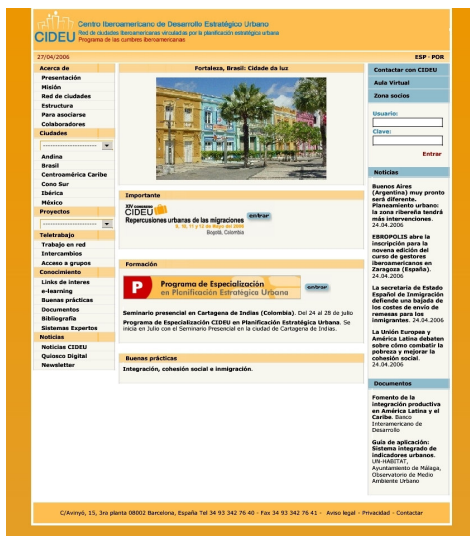 CIDEU
Centro Iberoamericano de Desarrollo Estratégico Urbano
Red de ciudades Iberoamericanas vinculadas por la planificación estratégica urbana
Programa de las cumbres iberoamericanas
27/04/2006
ESP - POR
Acerca de
Presentación
Misión
Red de ciudades
Estructura
Para asociarse
Colaboradores
Ciudades
Andina
Brasil
Centroamérica Caribe
Cono Sur
Ibérica
México
Proyectos
Teletrabajo
Trabajo en red
Intercambios
Acceso a grupos
Conocimiento
Links de interes
e-learning
Buenas prácticas
Documentos
Bibliografía
Sistemas Expertos
Noticias
Noticias CIDEU
Quiosco Digital
Newsletter
Fortaleza, Brasil: Cidade da luz
Importante
XIV congreso
CIDEU
Repercusiones urbanas de las migraciones
9, 10, 11 y 12 de Mayo del 2006
Bogotá, Colombia
entrar
Formación
P
Programa de Especialización
en Planificación Estratégica Urbana
entrar
Seminario presencial en Cartagena de Indias (Colombia). Del 24 al 28 de julio
Programa de Especialización CIDEU en Planificación Estratégica Urbana. Se
inicia en Julio con el Seminario Presencial en la ciudad de Cartagena de Indias.
Buenas prácticas
Integración, cohesión social e inmigración.
Contactar con CIDEU
Aula Virtual
Zona socios
Usuario:
Clave:
Entrar
Noticias
Buenos Aires
(Argentina) muy pronto
será diferente.
Planeamiento urbano:
la zona ribereña tendrá
más intervenciones.
24.04.2006
EBROPOLIS abre la
inscripción para la
novena edición del
curso de gestores
iberoamericanos en
Zaragoza (España).
24.04.2006
La secretaría de Estado
Español de Inmigración
defiende una bajada de
los costes de envío de
remesas para los
inmigrantes. 24.04.2006
La Unión Europea y
América Latina debaten
sobre cómo combatir la
pobreza y mejorar la
cohesión social.
24.04.2006
Documentos
Fomento de la
integración productiva
en América Latina y el
Caribe. Banco
Interamericano de
Desarrollo
Guía de aplicación:
Sistema integrado de
indicadores urbanos.
UN-HABITAT,
Ayuntamiento de Málaga,
Observatorio de Medio
Ambiente Urbano
C/Avinyó, 15, 3ra planta 08002 Barcelona, España Tel 34 93 342 76 40 - Fax 34 93 342 76 41 - Aviso legal - Privacidad - Contactar